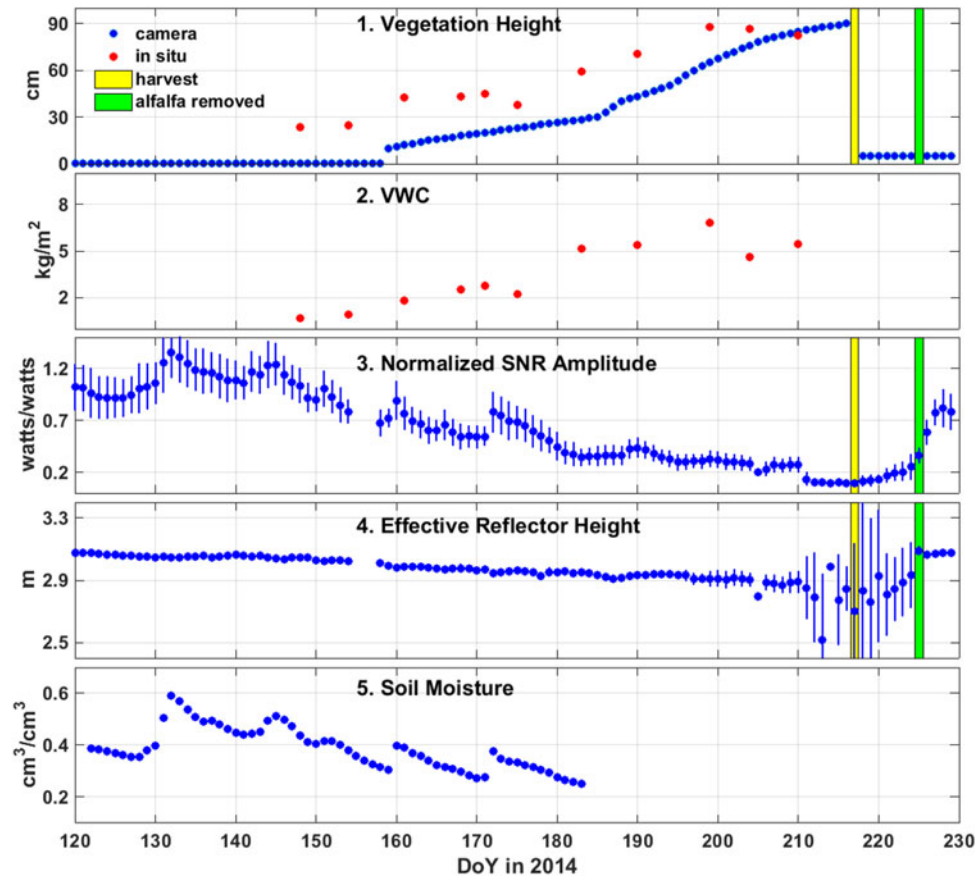 1. Vegetation Height
camera
in situ
harvest
alfalfa removed
90
60
30
0
cm
2. VWC
8
5
2
kg/m²
3. Normalized SNR Amplitude
1.2
0.7
0.2
watts/watts
4. Effective Reflector Height
3.3
2.9
2.5
m
5. Soil Moisture
0.6
0.4
0.2
cm³/cm³
120 130 140 150 160 170 180 190 200 210 220 230
DoY in 2014